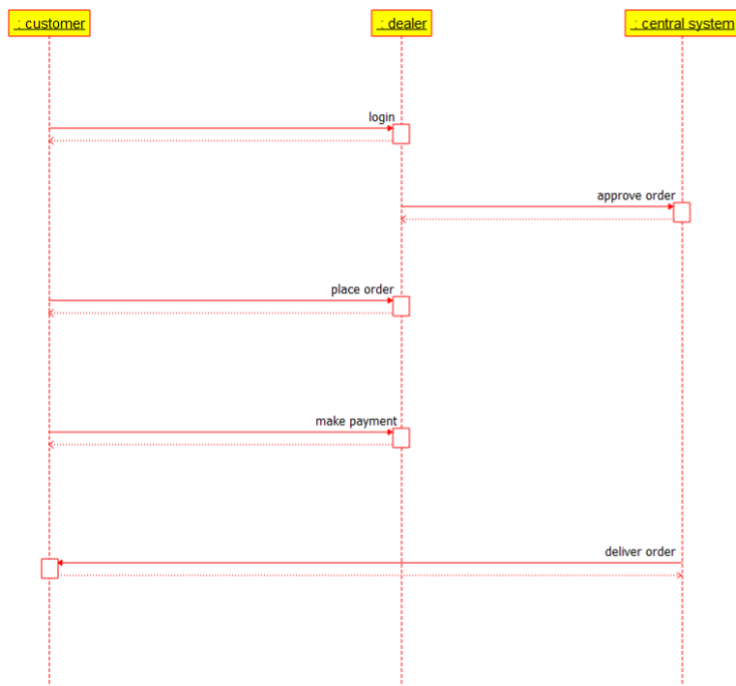 : customer
: dealer
: central system
login
approve order
place order
make payment
deliver order